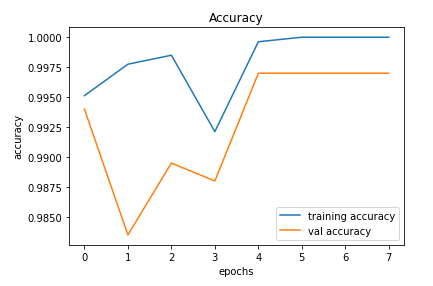 Accuracy
1.0000
0.9975
0.9950
0.9925
0.9900
0.9875
0.9850
accuracy
0 1 2 3 4 5 6 7
epochs
training accuracy
val accuracy